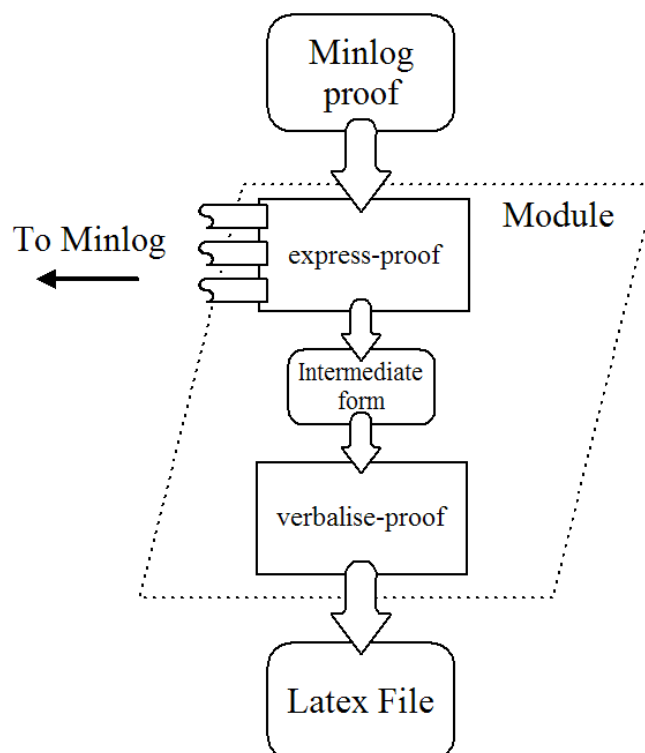 Minlog
proof
Module
To Minlog
express-proof
Intermediate
form
verbalise-proof
Latex File